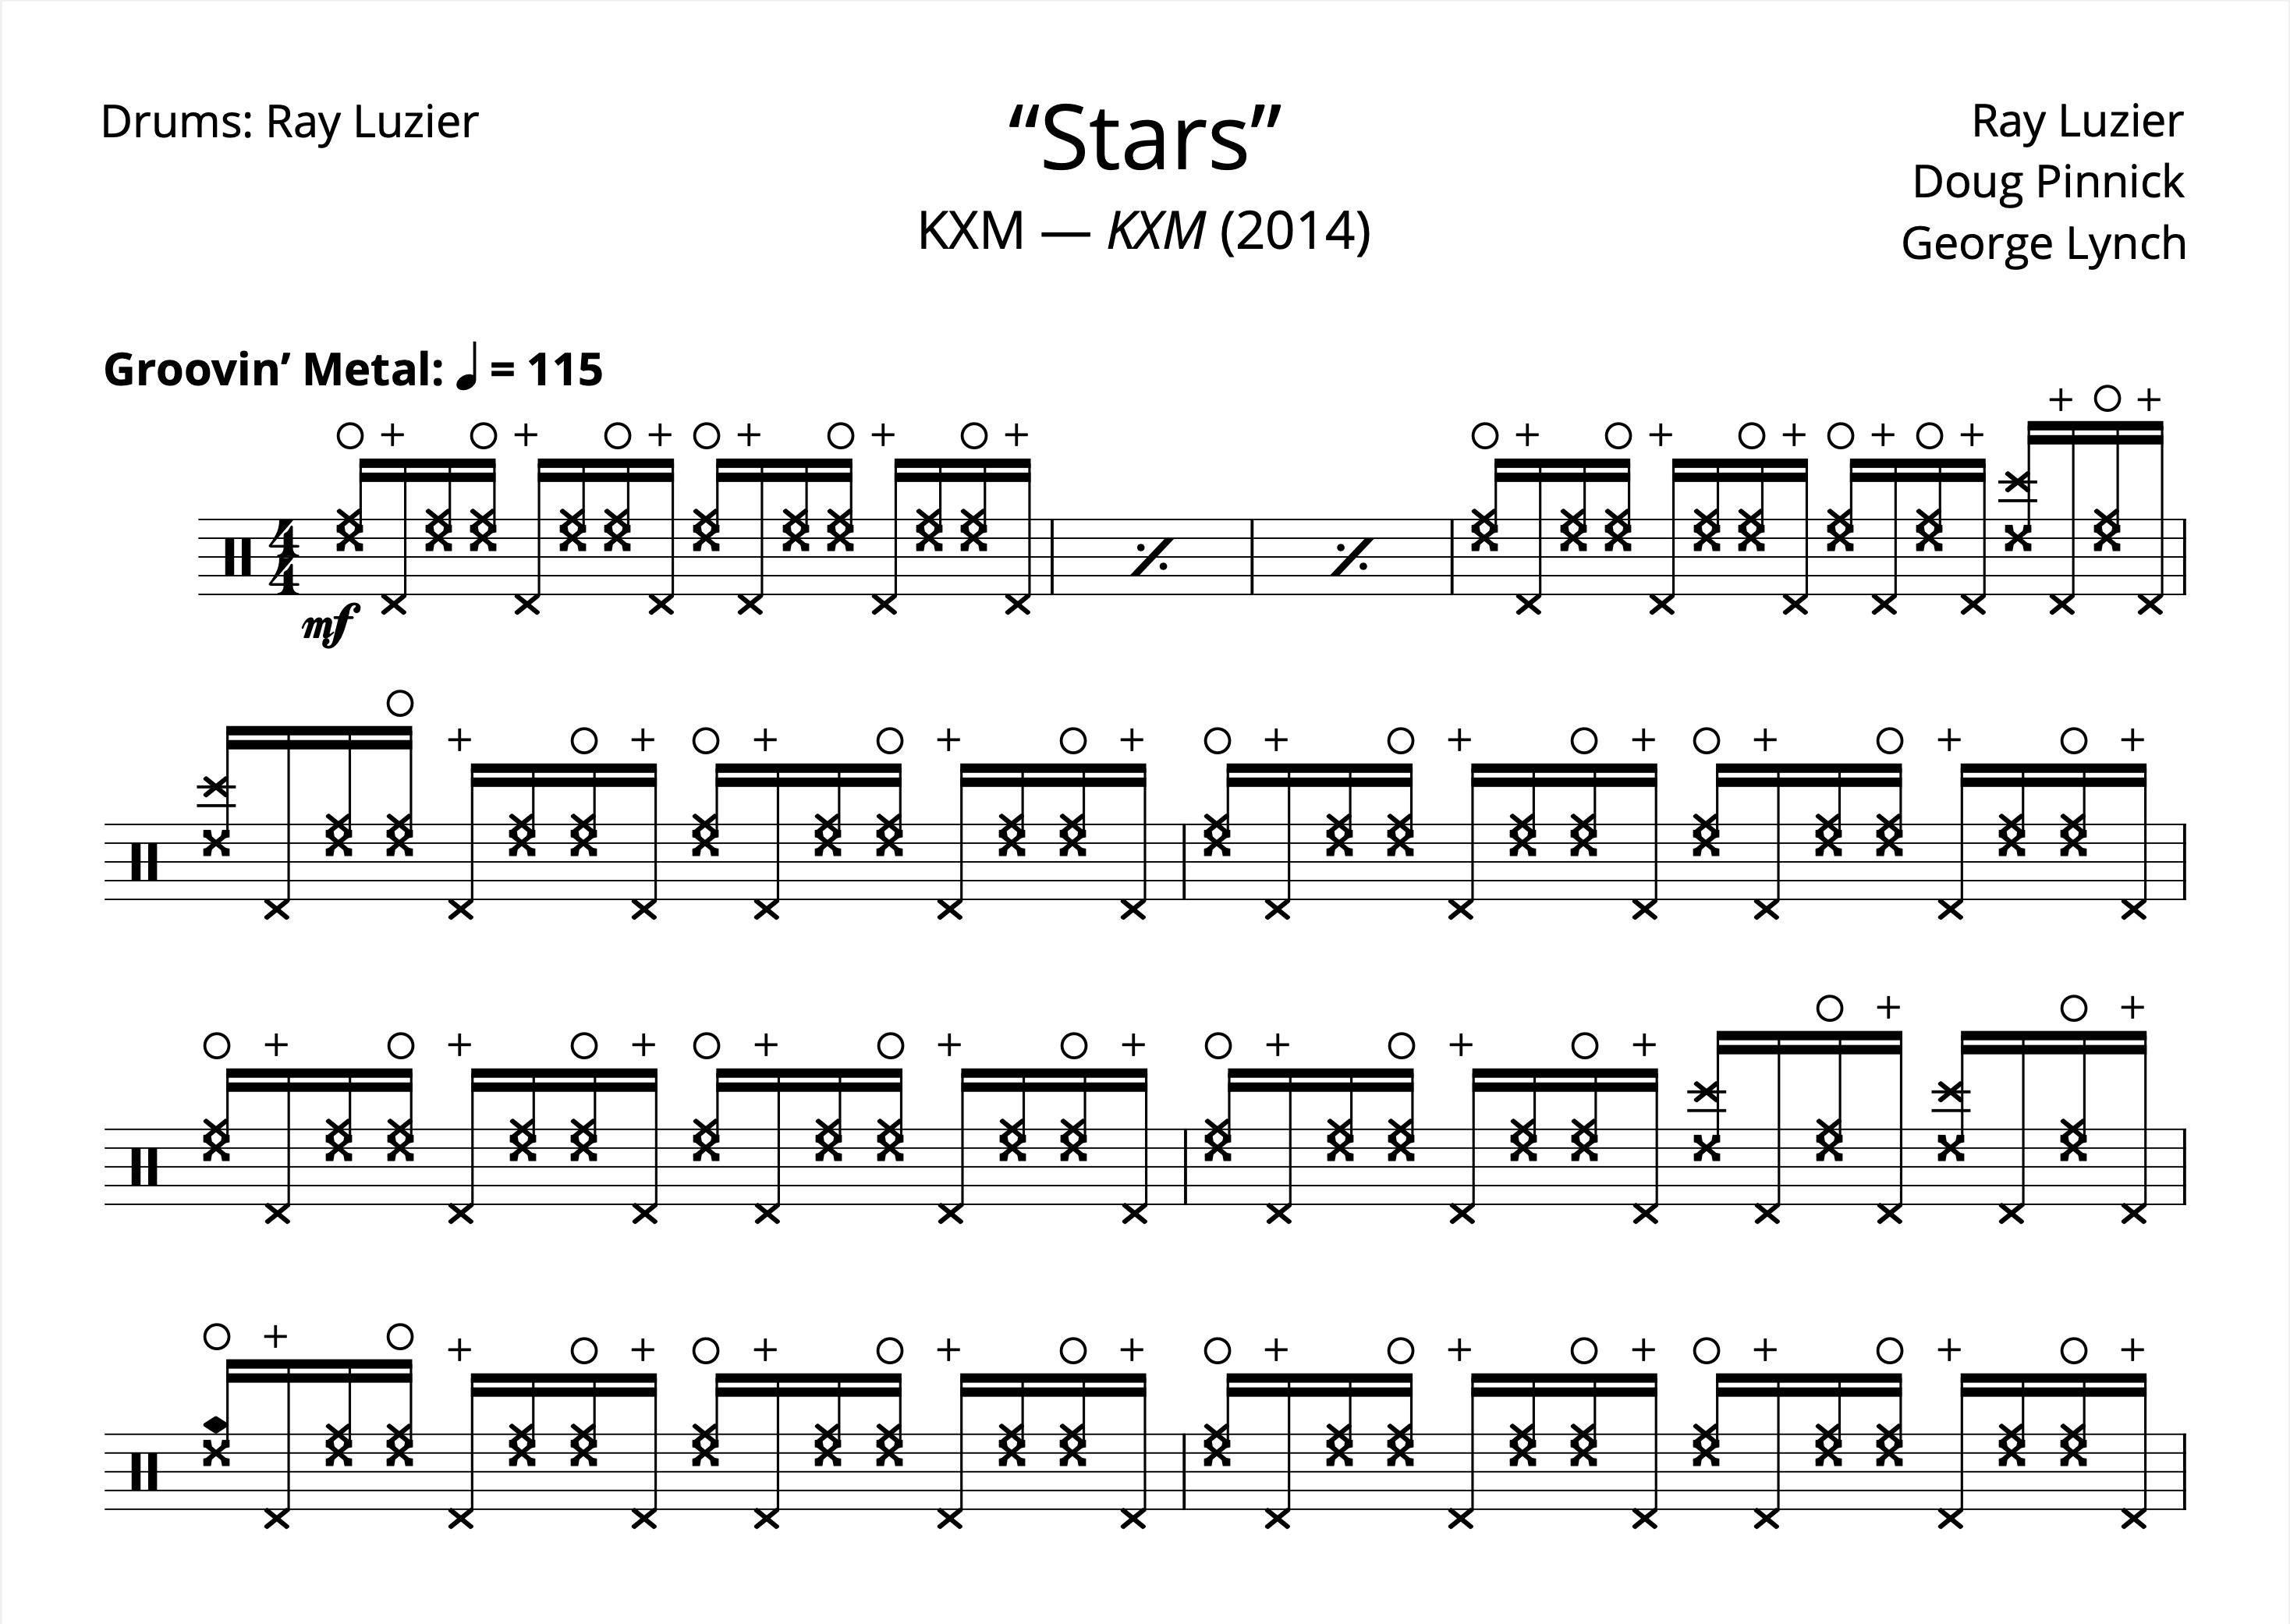 Drums: Ray Luzier
“Stars”
KXM — KXM (2014)
Ray Luzier
Doug Pinnick
George Lynch
Groovin’ Metal: ♩ = 115
4
4
mf